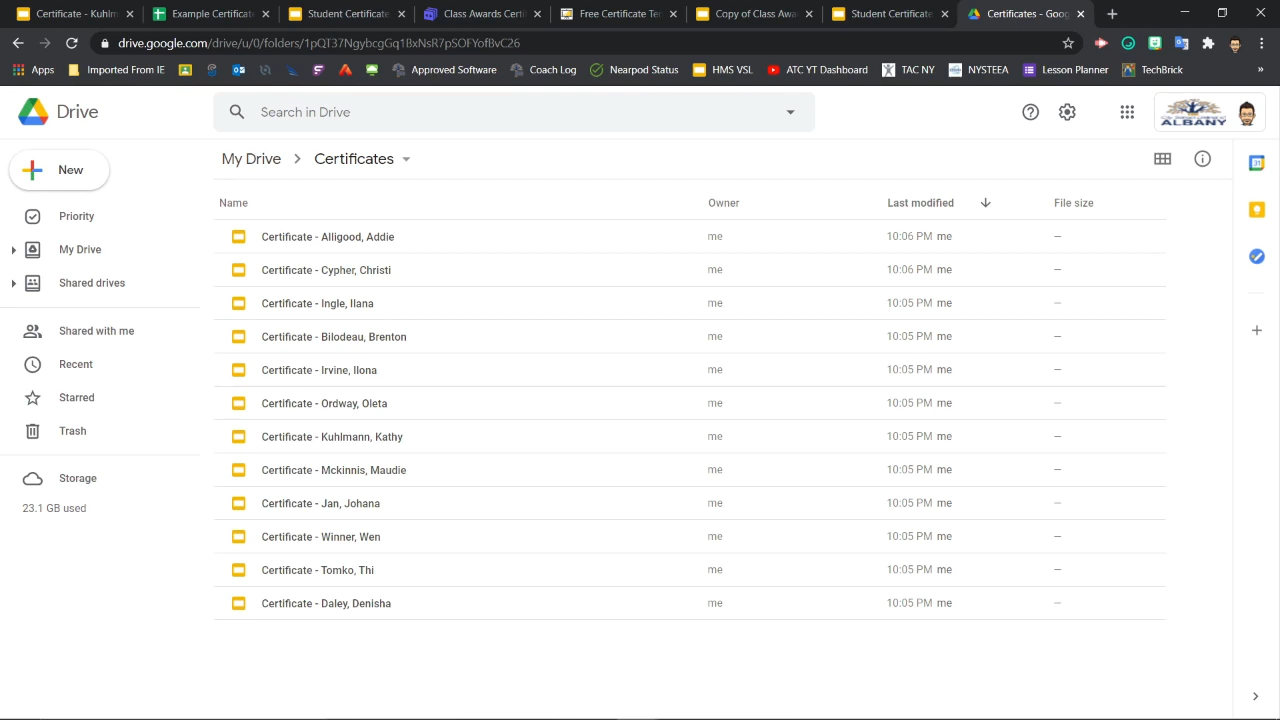 Certificate - Kuhlm
Example Certificat
Student Certificate
Class Awards Certi
Free Certificate Te
Copy of Class Awa
Student Certificate
Certificates - Goog
drive.google.com/drive/u/0/folders/1pQT37NgybcgGq1BxNsR7pSOFYofBvC26
Apps
Imported From IE
Approved Software
Coach Log
Nearpod Status
HMS VSL
ATC YT Dashboard
TAC NY
NYSTEEA
Lesson Planner
TechBrick
Drive
Search in Drive
ALBANY
New
My Drive
Certificates
Priority
My Drive
Shared drives
Shared with me
Recent
Starred
Trash
Storage
23.1 GB used
Name Owner Last modified File size
Certificate - Alligood, Addie me 10:06 PM me —
Certificate - Cypher, Christi me 10:06 PM me —
Certificate - Ingle, Ilana me 10:05 PM me —
Certificate - Bilodeau, Brenton me 10:05 PM me —
Certificate - Irvine, Ilona me 10:05 PM me —
Certificate - Ordway, Oleta me 10:05 PM me —
Certificate - Kuhlmann, Kathy me 10:05 PM me —
Certificate - Mckinnis, Maudie me 10:05 PM me —
Certificate - Jan, Johana me 10:05 PM me —
Certificate - Winner, Wen me 10:05 PM me —
Certificate - Tomko, Thi me 10:05 PM me —
Certificate - Daley, Denisha me 10:05 PM me —
31